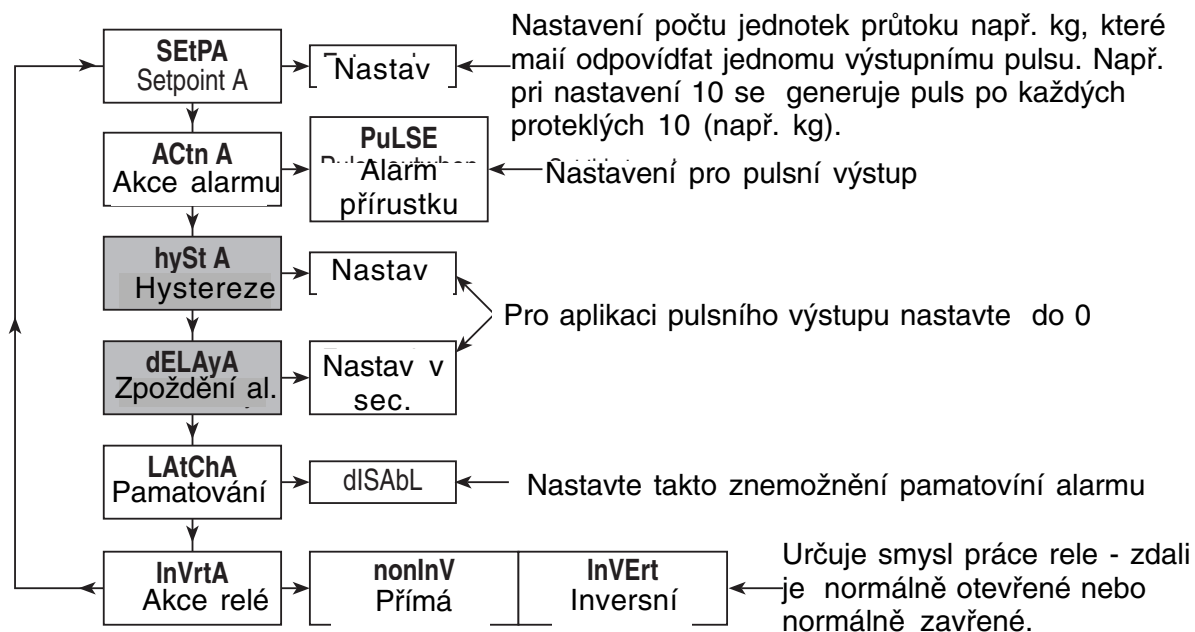 SEtPA
Setpoint A
Nastav
Nastavení počtu jednotek průtoku např. kg, které
maií odpovídfat jednomu výstupnímu pulsu. Např.
pri nastavení 10 se generuje puls po každých
proteklých 10 (např. kg).
ACtn A
Akce alarmu
PuLSE
Alarm
přírustku
Nastavení pro pulsní výstup
hySt A
Hystereze
Nastav
Pro aplikaci pulsního výstupu nastavte do 0
dELAyA
Zpoždění al.
Nastav v
sec.
LAtChA
Pamatování
dISAbL
Nastavte takto znemožnění pamatovíní alarmu
InVrtA
Akce relé
nonInV
Přímá
InVErt
Inversní
Určuje smysl práce rele - zdali
je normálně otevřené nebo
normálně zavřené.